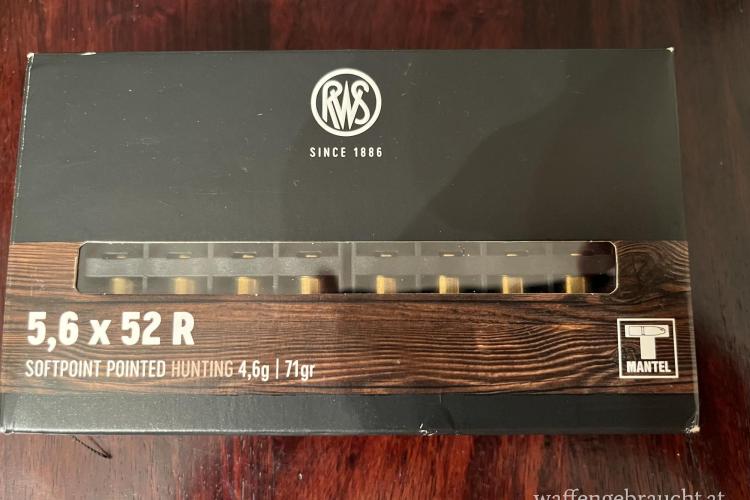 RWS
SINCE 1886
5,6 x 52 R
SOFTPOINT POINTED HUNTING 4,6g | 71gr
T
MANTEL
waffengebraucht.at